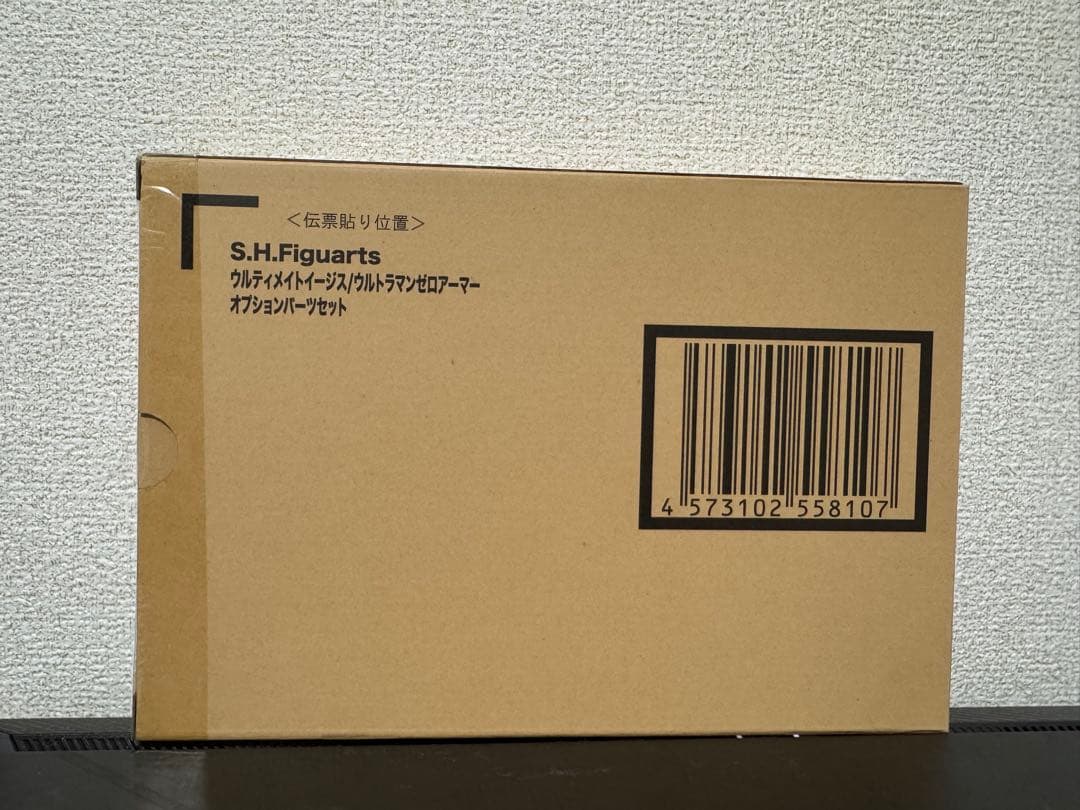 <伝票貼り位置>
S.H.Figuarts
ウルティメイトイージス/ウルトラマンゼロアーマー
オプションパーツセット
4 573102 558107